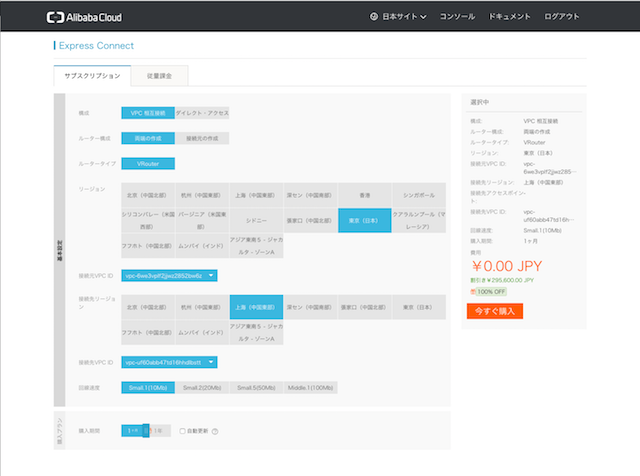 Alibaba Cloud
日本サイト
コンソール
ドキュメント
ログアウト
Express Connect
サブスクリプション
従量課金
基本設定
構成
VPC 相互接続
ダイレクト・アクセス
ルーター構成
両端の作成
接続元の作成
ルータータイプ
VRouter
リージョン
北京（中国北部）
杭州（中国東部）
上海（中国東部）
深セン（中国南部）
香港
シンガポール
シリコンバレー（米国西部）
バージニア（米国東部）
シドニー
張家口（中国北部）
東京（日本）
クアラルンプール（マレーシア）
フフホト（中国北部）
ムンバイ（インド）
アジア東南 5 - ジャカルタ - ゾーンA
接続元VPC ID
接続先リージョン
北京（中国北部）
杭州（中国東部）
上海（中国東部）
深セン（中国南部）
張家口（中国北部）
東京（日本）
フフホト（中国北部）
ムンバイ（インド）
アジア東南 5 - ジャカルタ - ゾーンA
接続先VPC ID
回線速度
Small.1(10Mb)
Small.2(20Mb)
Small.5(50Mb)
Middle.1(100Mb)
購入プラン
購入期間
自動更新
選択中
構成:
VPC 相互接続
ルーター構成:
両端の作成
ルータータイプ:
VRouter
リージョン:
東京（日本）
接続元VPC ID:
vpc-
接続先リージョン:
上海（中国東部）
接続先アクセスポイント:
接続先VPC ID:
vpc-
uf60abb47td16h···
回線速度:
Small.1(10Mb)
購入期間:
1ヶ月
費用
￥0.00 JPY
割引き￥295,600.00 JPY
100% OFF
今すぐ購入